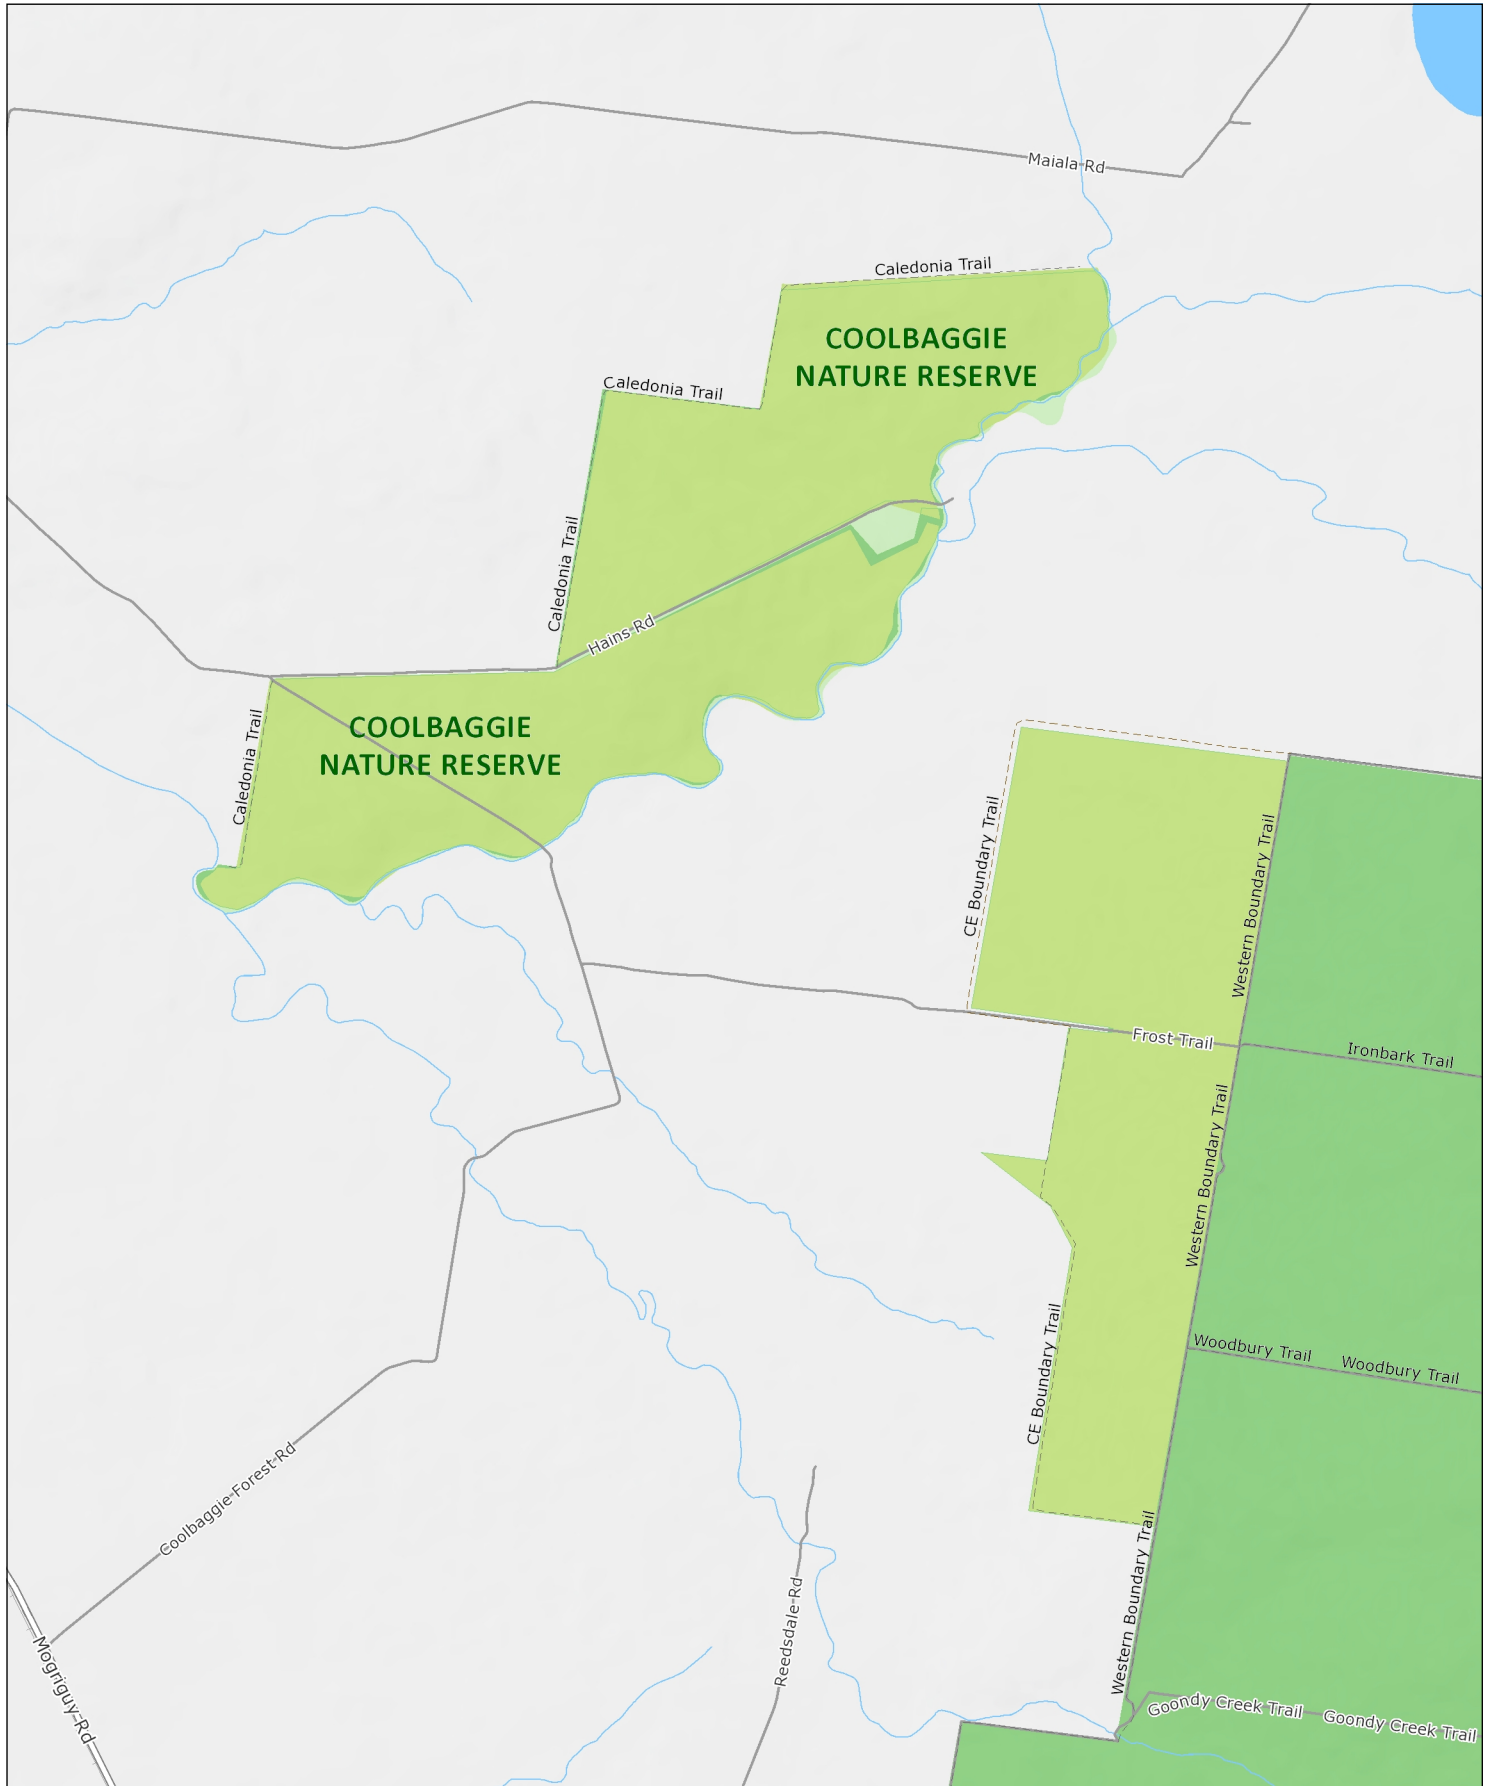 Maiala Rd
Caledonia Trail
COOLBAGGIE
NATURE RESERVE
Caledonia Trail
Caledonia Trail
Hains Rd
Caledonia Trail
COOLBAGGIE
NATURE RESERVE
CE Boundary Trail
Western Boundary Trail
Frost Trail
Ironbark Trail
Western Boundary Trail
CE Boundary Trail
Woodbury Trail
Woodbury Trail
Coolbaggie Forest Rd
Western Boundary Trail
Reedsdale Rd
Mogriguy Rd
Goondy Creek Trail
Goondy Creek Trail